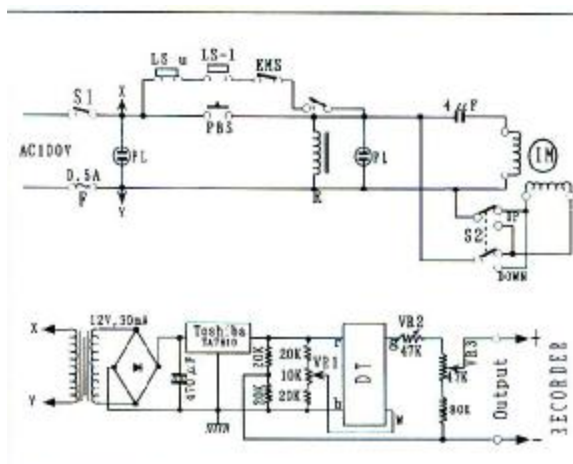 LS u LS-1 EMS
S1 X PBS 4μF
AC100V PL PL IM
0.5A
F Y
UP
S2
DOWN
X 12V, 30mA Toshiba VR2 +
TA7810 r g 47K
470μF 20K 20K VR1 DT 47K VR3 Output RECORDER
10K
20K 20K b W 80K
Y -